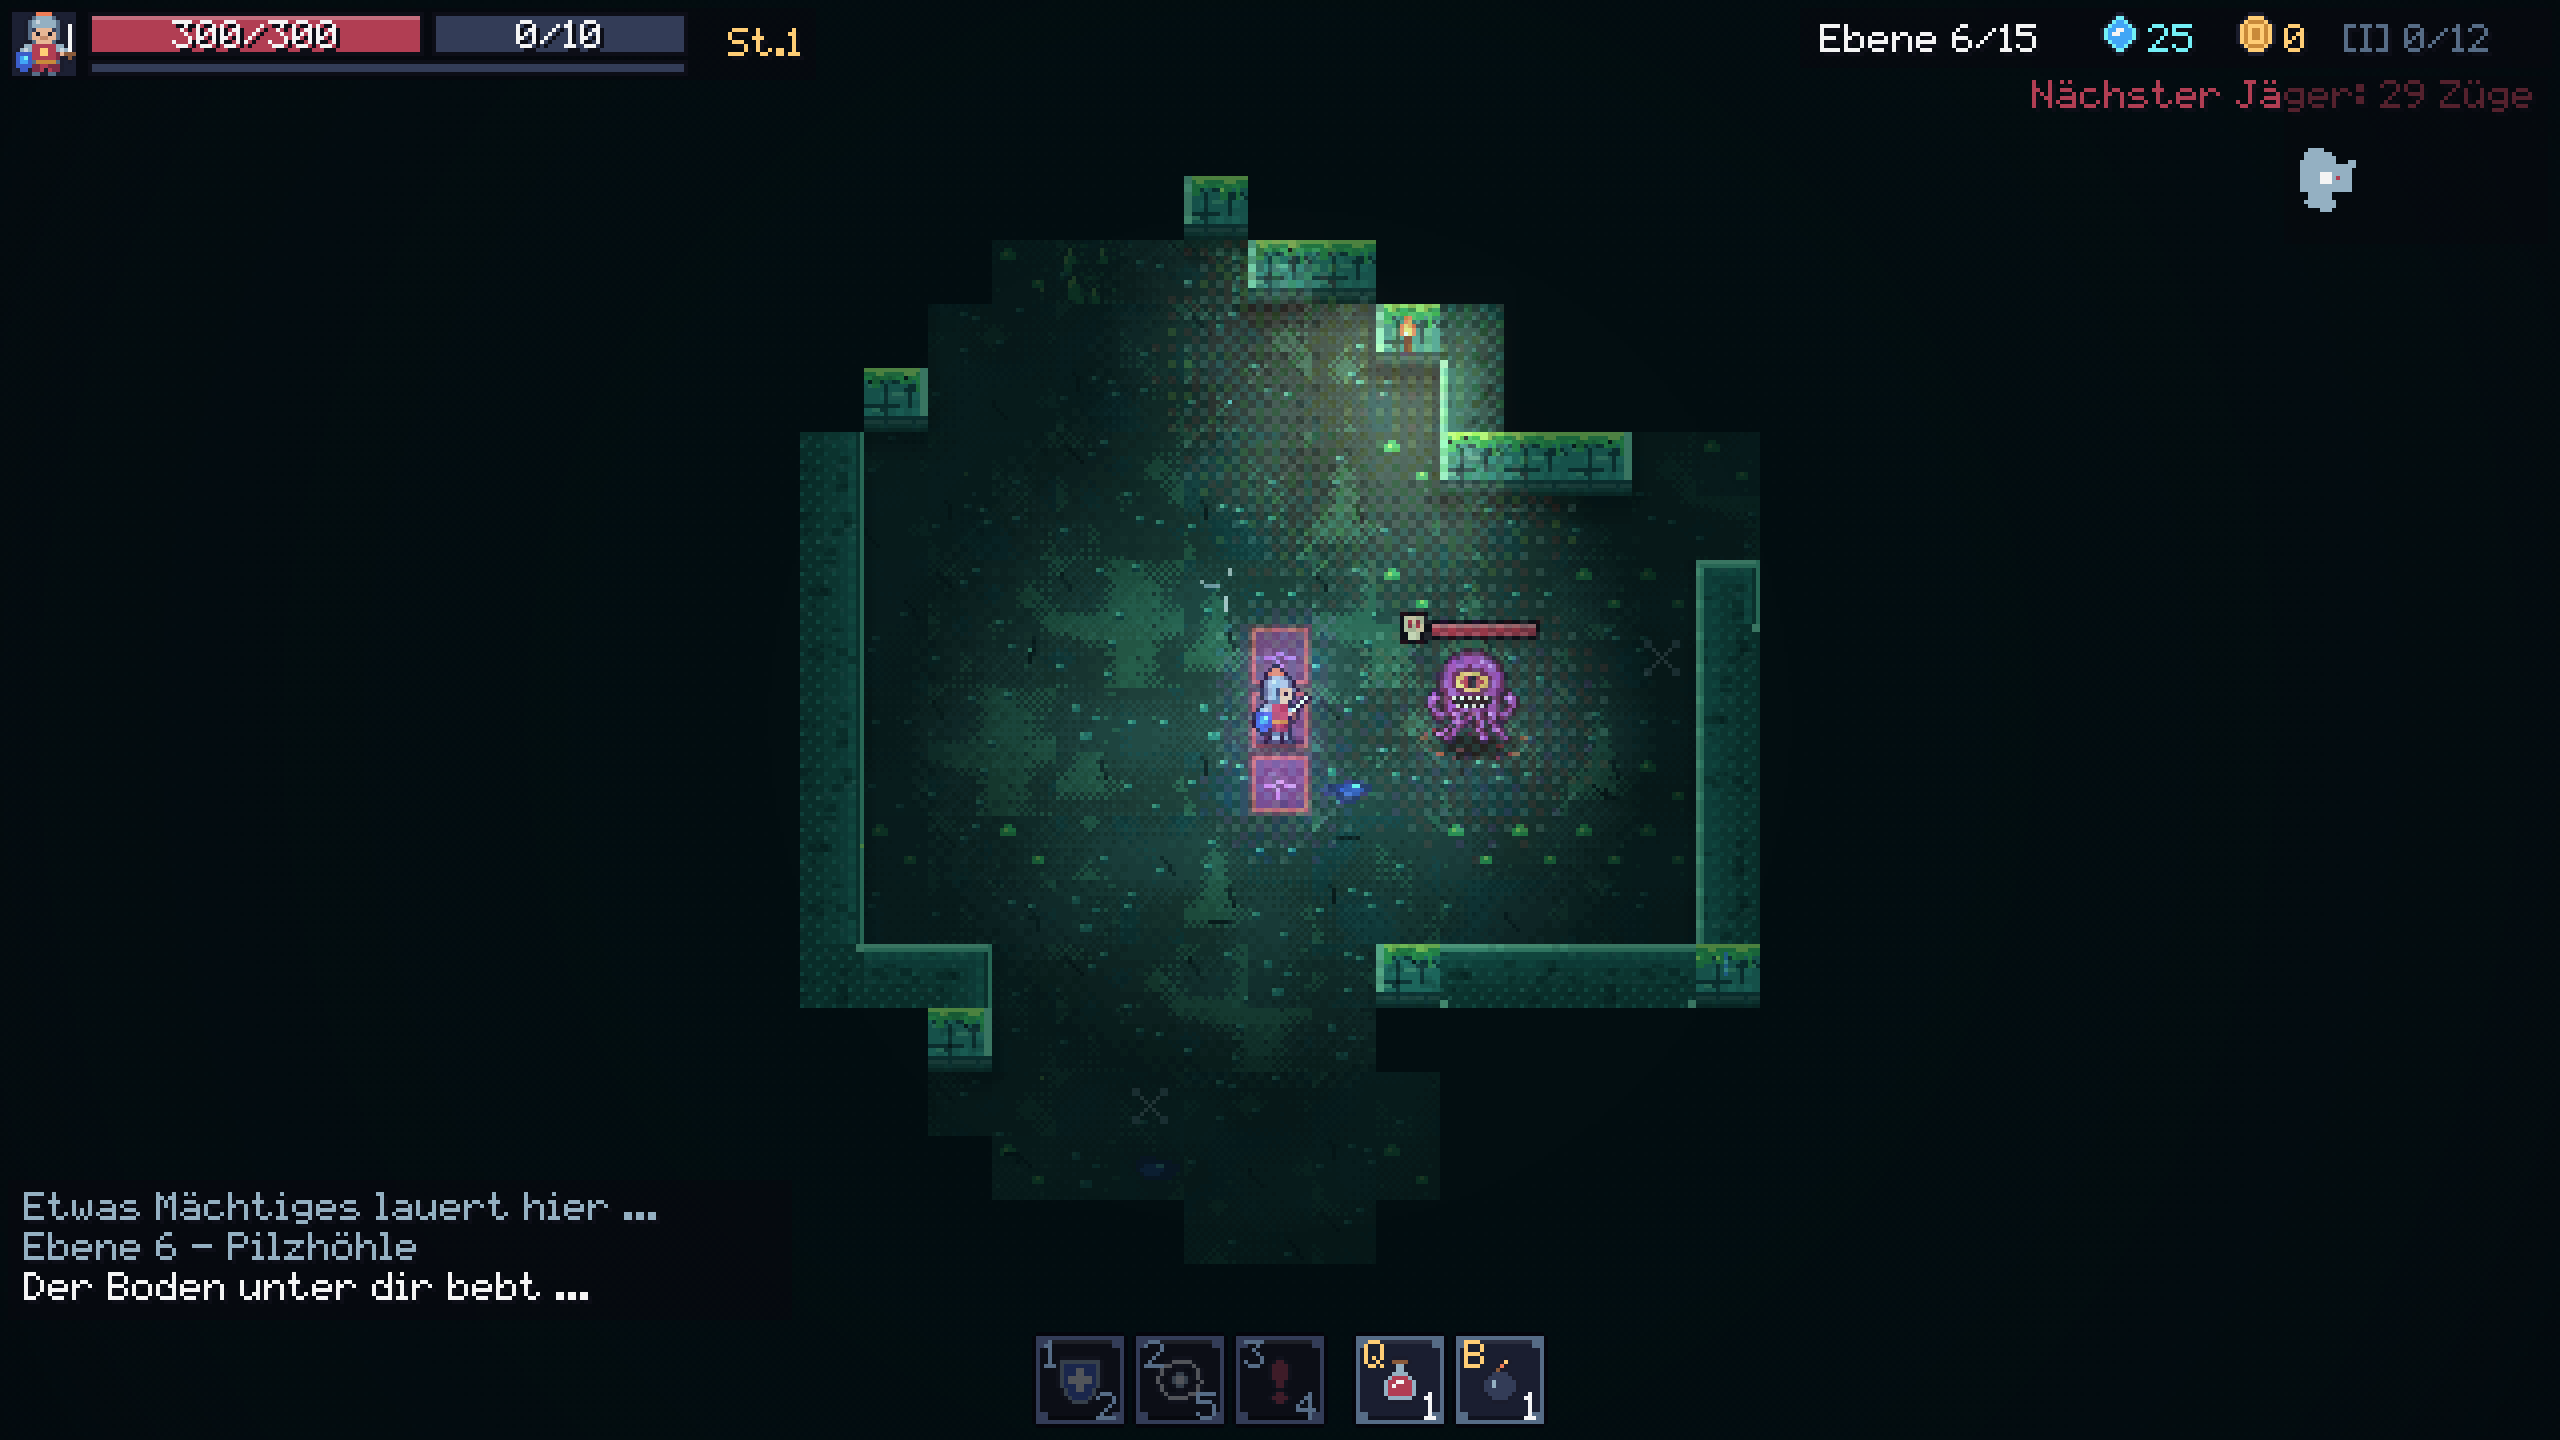 300/300
0/10
St.1
Ebene 6/15
25
0
[I] 0/12
Nächster Jäger: 29 Züge
Etwas Mächtiges lauert hier ...
Ebene 6 - Pilzhöhle
Der Boden unter dir bebt ...
1
2
2
5
3
4
Q
1
B
1